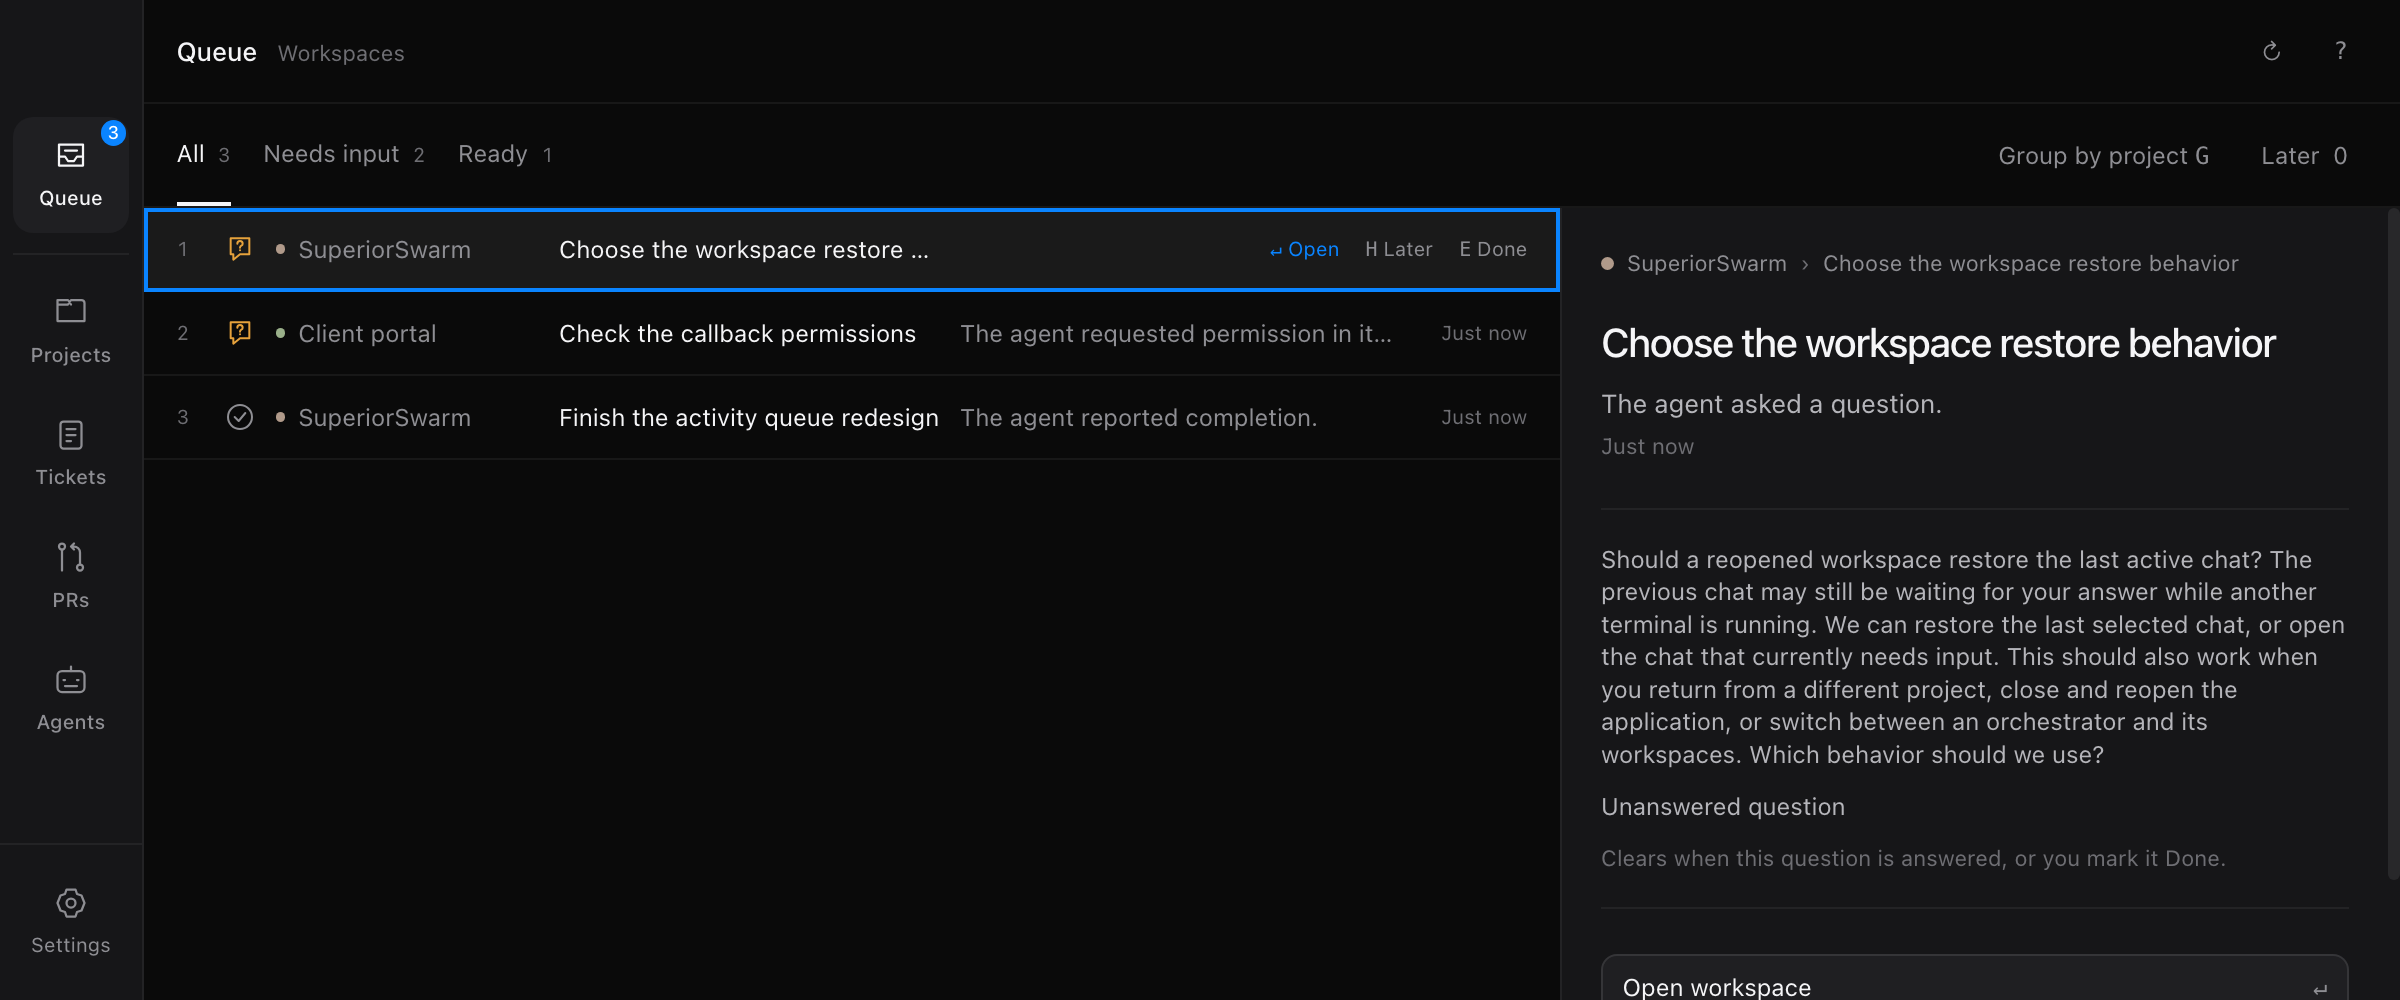 Queue Workspaces
?
3
Queue
Projects
Tickets
PRs
Agents
Settings
All 3 Needs input 2 Ready 1
Group by project G Later 0
1 SuperiorSwarm Choose the workspace restore ... ↵ Open H Later E Done
2 Client portal Check the callback permissions The agent requested permission in it... Just now
3 SuperiorSwarm Finish the activity queue redesign The agent reported completion. Just now
SuperiorSwarm › Choose the workspace restore behavior
Choose the workspace restore behavior
The agent asked a question.
Just now
Should a reopened workspace restore the last active chat? The
previous chat may still be waiting for your answer while another
terminal is running. We can restore the last selected chat, or open
the chat that currently needs input. This should also work when
you return from a different project, close and reopen the
application, or switch between an orchestrator and its
workspaces. Which behavior should we use?
Unanswered question
Clears when this question is answered, or you mark it Done.
Open workspace ↵